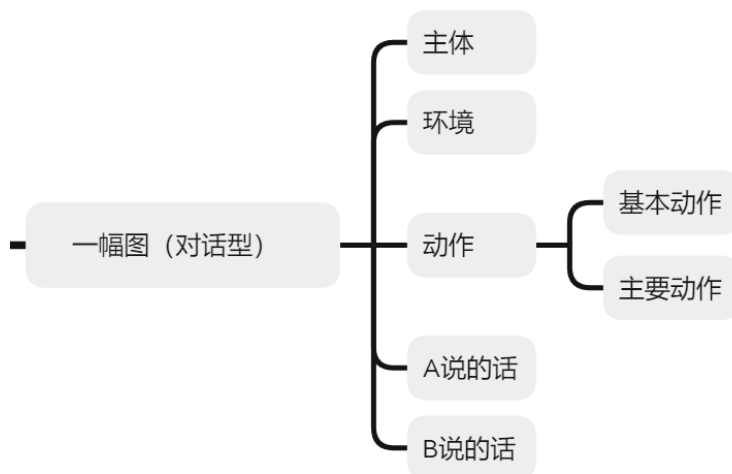 主体
环境
一幅图（对话型）
动作
基本动作
主要动作
A说的话
B说的话